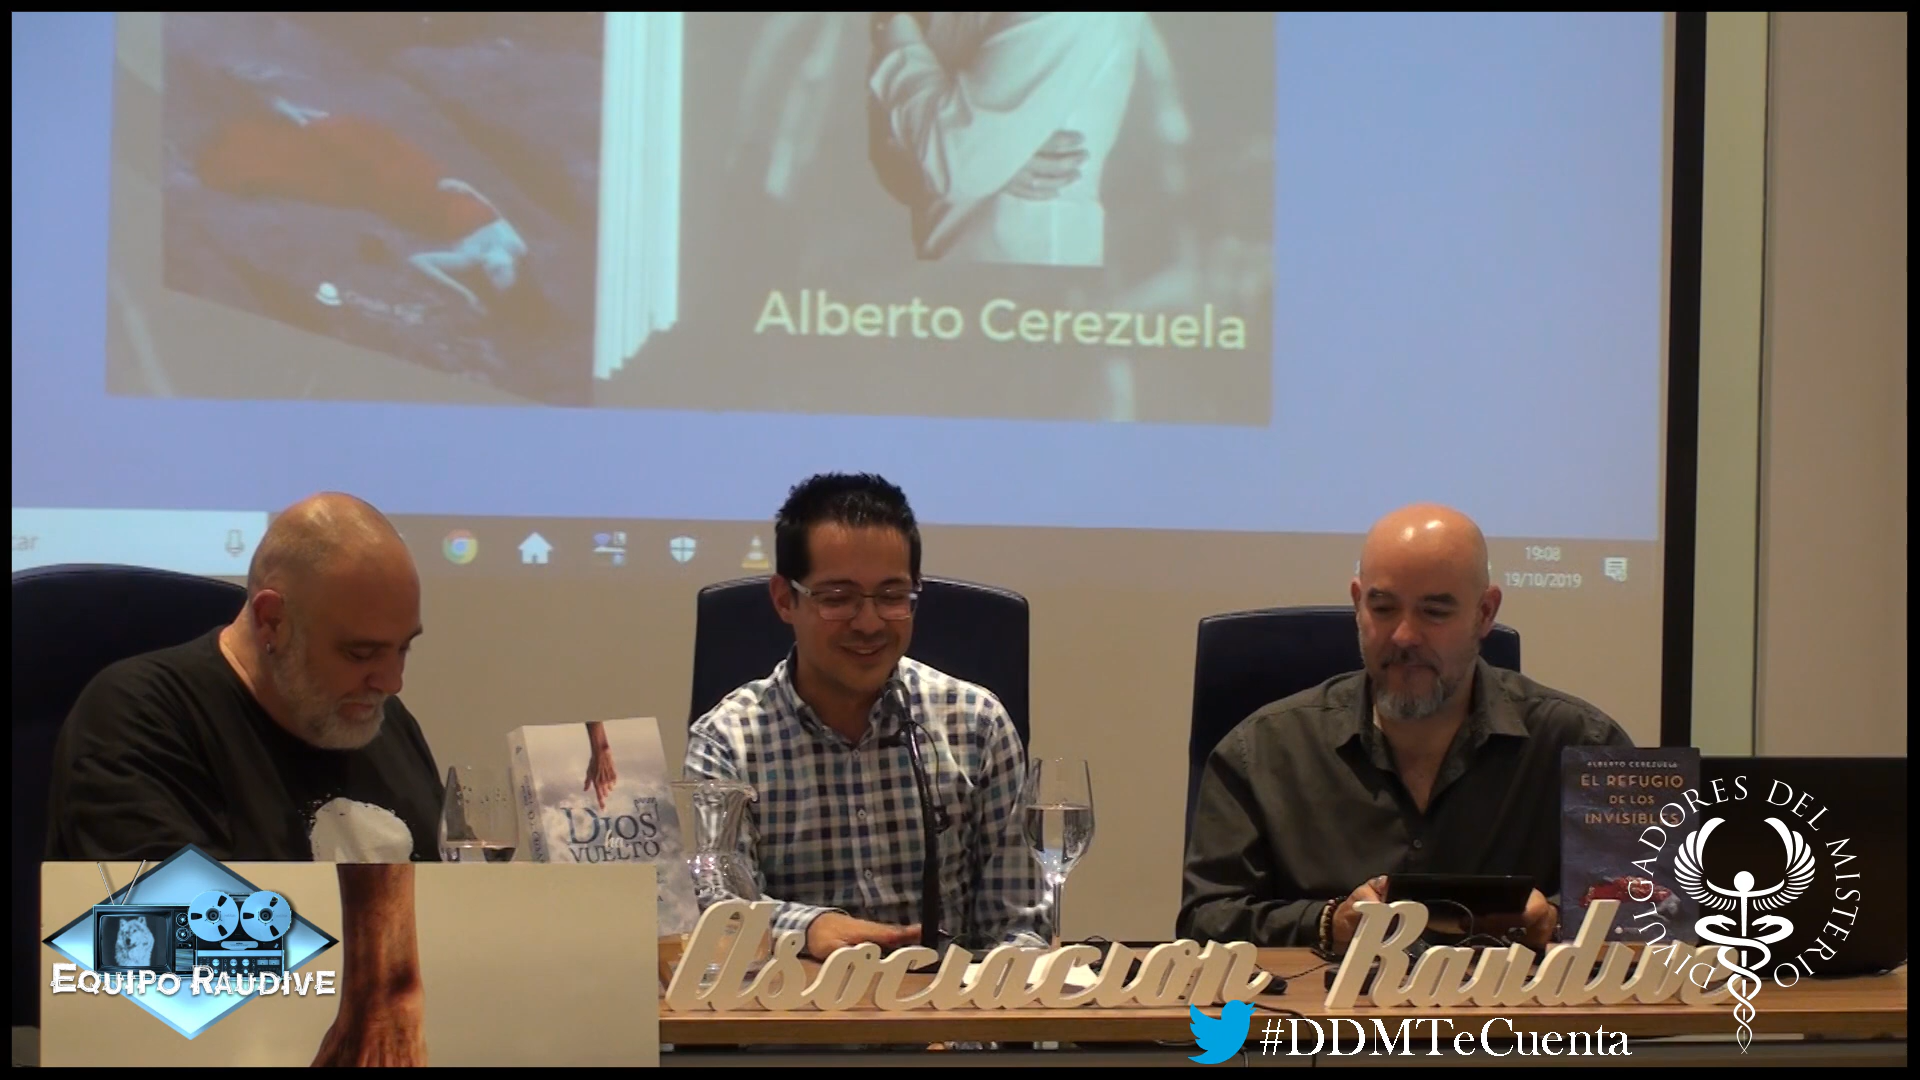 Alberto Cerezuela
19:08
19/10/2019
DIOS
VUELTO
ALBERTO CEREZUELA
EL REFUGIO
DE LOS
INVISIBLES
DIVULGADORES DEL MISTERIO
EQUIPO RAUDIVE
Asociacion Raudive
#DDMTeCuenta